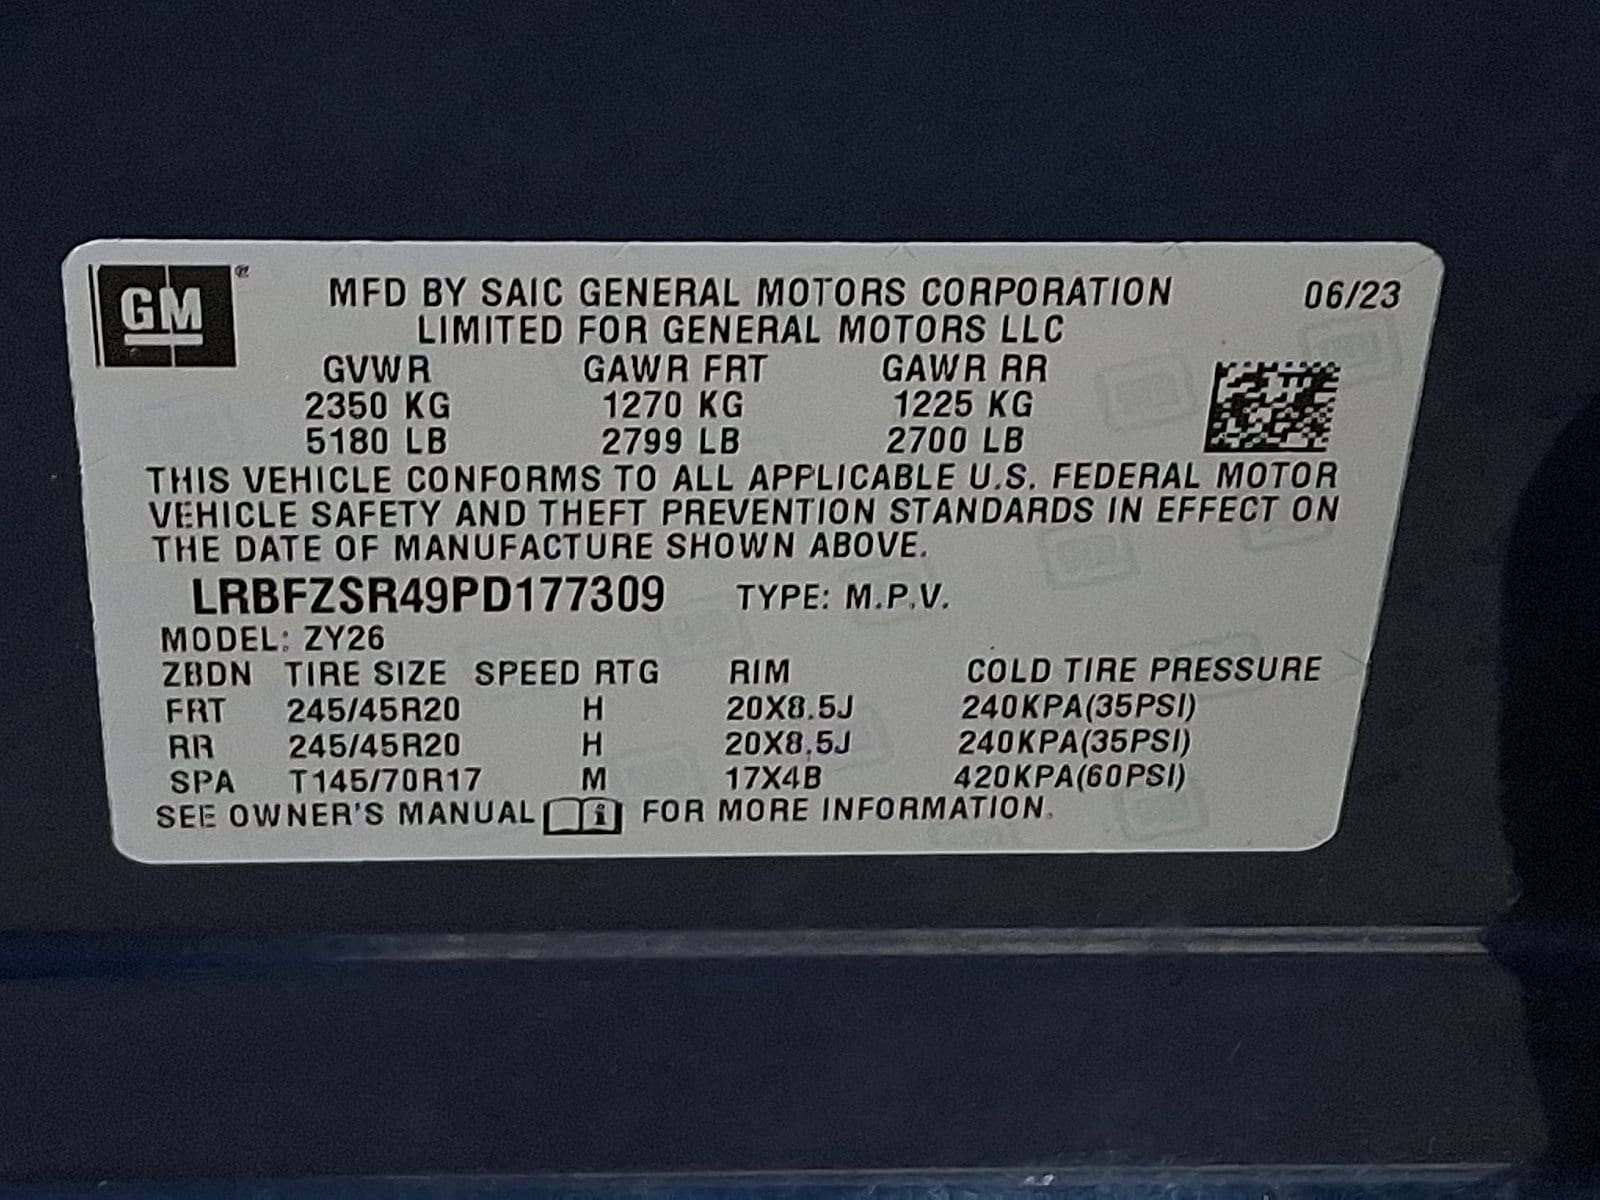 GM ®
MFD BY SAIC GENERAL MOTORS CORPORATION 06/23
LIMITED FOR GENERAL MOTORS LLC
GVWR GAWR FRT GAWR RR
2350 KG 1270 KG 1225 KG
5180 LB 2799 LB 2700 LB
THIS VEHICLE CONFORMS TO ALL APPLICABLE U.S. FEDERAL MOTOR
VEHICLE SAFETY AND THEFT PREVENTION STANDARDS IN EFFECT ON
THE DATE OF MANUFACTURE SHOWN ABOVE.
LRBFZSR49PD177309 TYPE: M.P.V.
MODEL: ZY26
ZBDN TIRE SIZE SPEED RTG RIM COLD TIRE PRESSURE
FRT 245/45R20 H 20X8.5J 240KPA(35PSI)
RR 245/45R20 H 20X8.5J 240KPA(35PSI)
SPA T145/70R17 M 17X4B 420KPA(60PSI)
SEE OWNER'S MANUAL i FOR MORE INFORMATION.